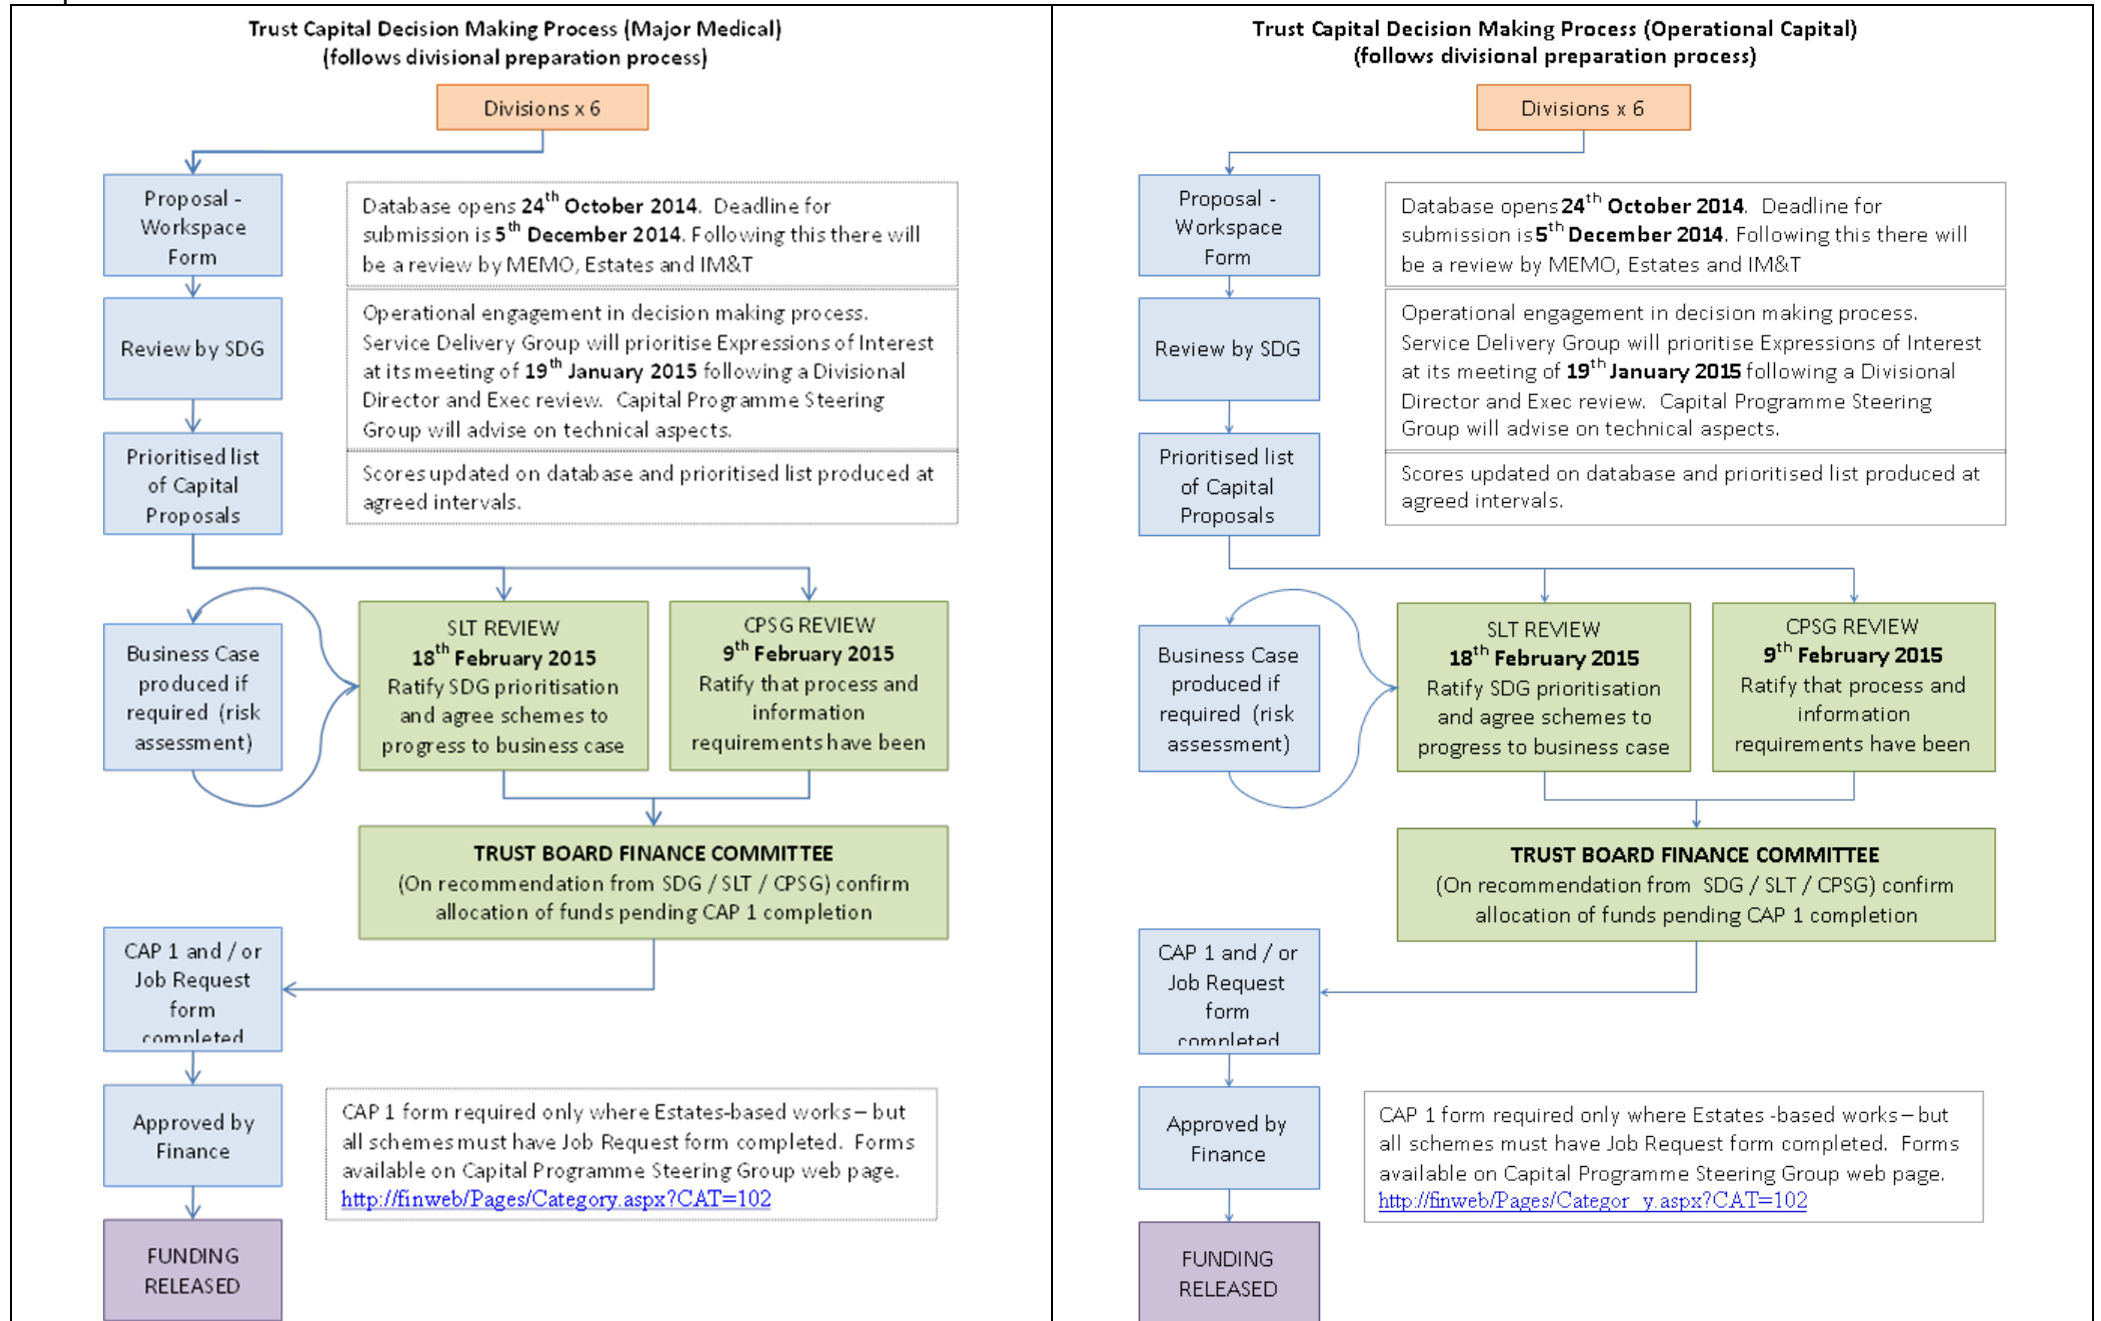 Trust Capital Decision Making Process (Major Medical)
(follows divisional preparation process)
Divisions x 6
Proposal -
Workspace
Form
Database opens 24th October 2014. Deadline for
submission is 5th December 2014. Following this there will
be a review by MEMO, Estates and IM&T
Review by SDG
Operational engagement in decision making process.
Service Delivery Group will prioritise Expressions of Interest
at its meeting of 19th January 2015 following a Divisional
Director and Exec review. Capital Programme Steering
Group will advise on technical aspects.
Prioritised list
of Capital
Proposals
Scores updated on database and prioritised list produced at
agreed intervals.
Business Case
produced if
required (risk
assessment)
SLT REVIEW
18th February 2015
Ratify SDG prioritisation
and agree schemes to
progress to business case
CPSG REVIEW
9th February 2015
Ratify that process and
information
requirements have been
TRUST BOARD FINANCE COMMITTEE
(On recommendation from SDG / SLT / CPSG) confirm
allocation of funds pending CAP 1 completion
CAP 1 and / or
Job Request
form
completed
Approved by
Finance
CAP 1 form required only where Estates-based works – but
all schemes must have Job Request form completed. Forms
available on Capital Programme Steering Group web page.
http://finweb/Pages/Category.aspx?CAT=102
FUNDING
RELEASED
Trust Capital Decision Making Process (Operational Capital)
(follows divisional preparation process)
Divisions x 6
Proposal -
Workspace
Form
Database opens 24th October 2014. Deadline for
submission is 5th December 2014. Following this there will
be a review by MEMO, Estates and IM&T
Review by SDG
Operational engagement in decision making process.
Service Delivery Group will prioritise Expressions of Interest
at its meeting of 19th January 2015 following a Divisional
Director and Exec review. Capital Programme Steering
Group will advise on technical aspects.
Prioritised list
of Capital
Proposals
Scores updated on database and prioritised list produced at
agreed intervals.
Business Case
produced if
required (risk
assessment)
SLT REVIEW
18th February 2015
Ratify SDG prioritisation
and agree schemes to
progress to business case
CPSG REVIEW
9th February 2015
Ratify that process and
information
requirements have been
TRUST BOARD FINANCE COMMITTEE
(On recommendation from SDG / SLT / CPSG) confirm
allocation of funds pending CAP 1 completion
CAP 1 and / or
Job Request
form
completed
Approved by
Finance
CAP 1 form required only where Estates -based works – but
all schemes must have Job Request form completed. Forms
available on Capital Programme Steering Group web page.
http://finweb/Pages/Categor y.aspx?CAT=102
FUNDING
RELEASED